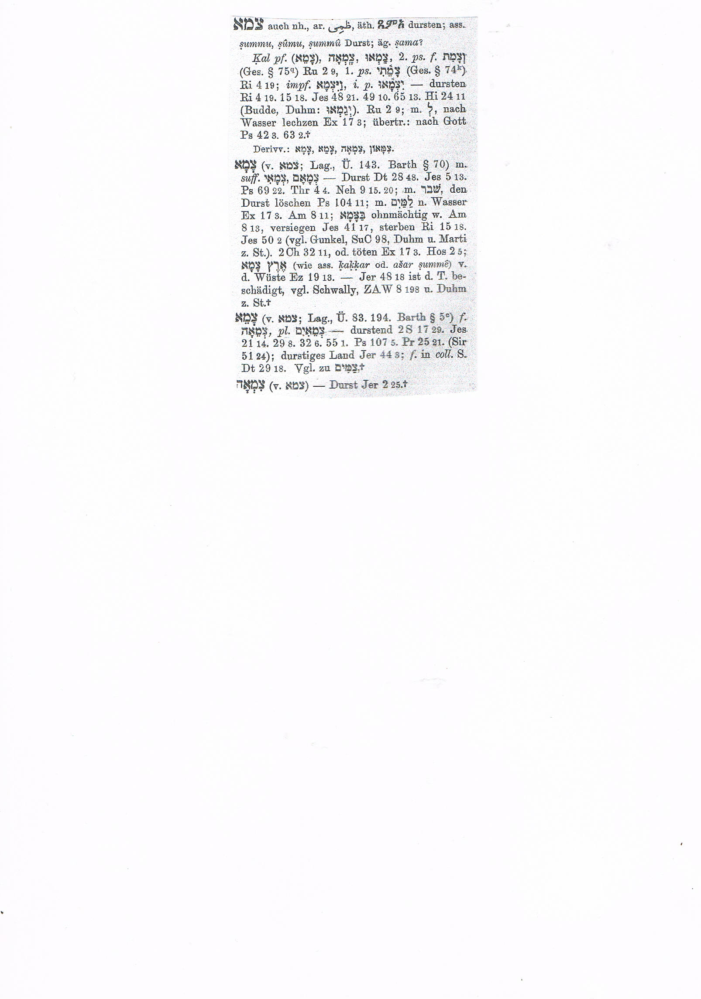 צמא auch nh., ar. ظَمِى, äth. ጸምአ dursten; ass.
ṣummu, ṣûmu, ṣummû Durst; äg. ṣama?
Ḳal pf. (צָמֵא), צָֽמְאָה, צָֽמְאוּ, 2. ps. f. וְצָמִת
(Ges. § 75q) Ru 2 9, 1. ps. צָמֵ֫תִי (Ges. § 74k)
Ri 4 19; impf. וַיִּצְמָא, i. p. יִצְמָ֫אוּ — dursten
Ri 4 19. 15 18. Jes 48 21. 49 10. 65 13. Hi 24 11
(Budde, Duhm: יְגַמְּאוּ). Ru 2 9; m. לְ, nach
Wasser lechzen Ex 17 3; übertr.: nach Gott
Ps 42 3. 63 2.†
Derivv.: צָמָא, צָמֵא, צִמְאָה, צִמָּאוֹן.
צָמָא (v. צמא; Lag., Ü. 143. Barth § 70) m.
suff. צְמָאִי, צְמָאָם — Durst Dt 28 48. Jes 5 13.
Ps 69 22. Thr 4 4. Neh 9 15. 20; m. שׁבר, den
Durst löschen Ps 104 11; m. לַמַּיִם n. Wasser
Ex 17 3. Am 8 11; בַּצָּמָא ohnmächtig w. Am
8 13, versiegen Jes 41 17, sterben Ri 15 18.
Jes 50 2 (vgl. Gunkel, SuC 98, Duhm u. Marti
z. St.). 2 Ch 32 11, od. töten Ex 17 3. Hos 2 5;
אֶרֶץ צָמָא (wie ass. ḳaḳḳar od. ašar ṣummê) v.
d. Wüste Ez 19 13. — Jer 48 18 ist d. T. be-
schädigt, vgl. Schwally, ZAW 8 198 u. Duhm
z. St.†
צָמֵא (v. צמא; Lag., Ü. 83. 194. Barth § 5c) f.
צְמֵאָה, pl. צְמֵאִים — durstend 2 S 17 29. Jes
21 14. 29 8. 32 6. 55 1. Ps 107 5. Pr 25 21. (Sir
51 24); durstiges Land Jer 44 3; f. in coll. S.
Dt 29 18. Vgl. zu צַמִּים.†
צִמְאָה (v. צמא) — Durst Jer 2 25.†